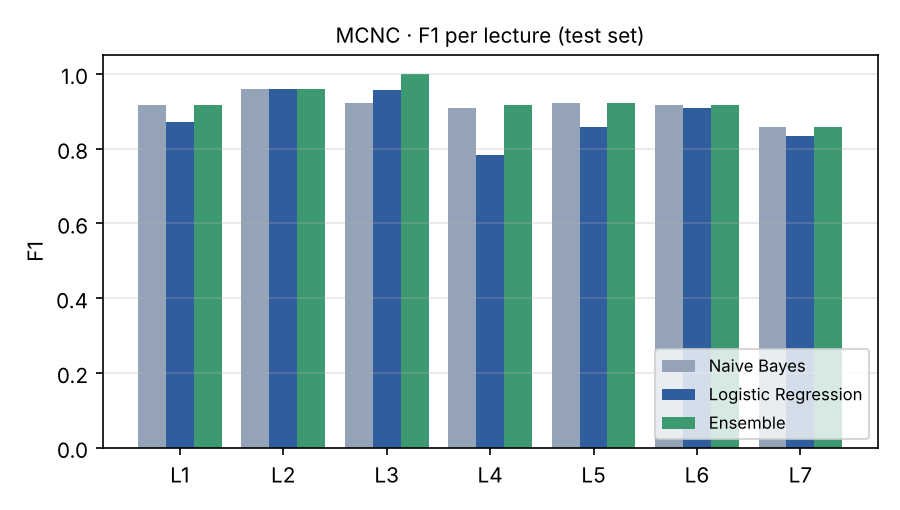 MCNC · F1 per lecture (test set)
F1
1.0
0.8
0.6
0.4
0.2
0.0
L1 L2 L3 L4 L5 L6 L7
Naive Bayes
Logistic Regression
Ensemble